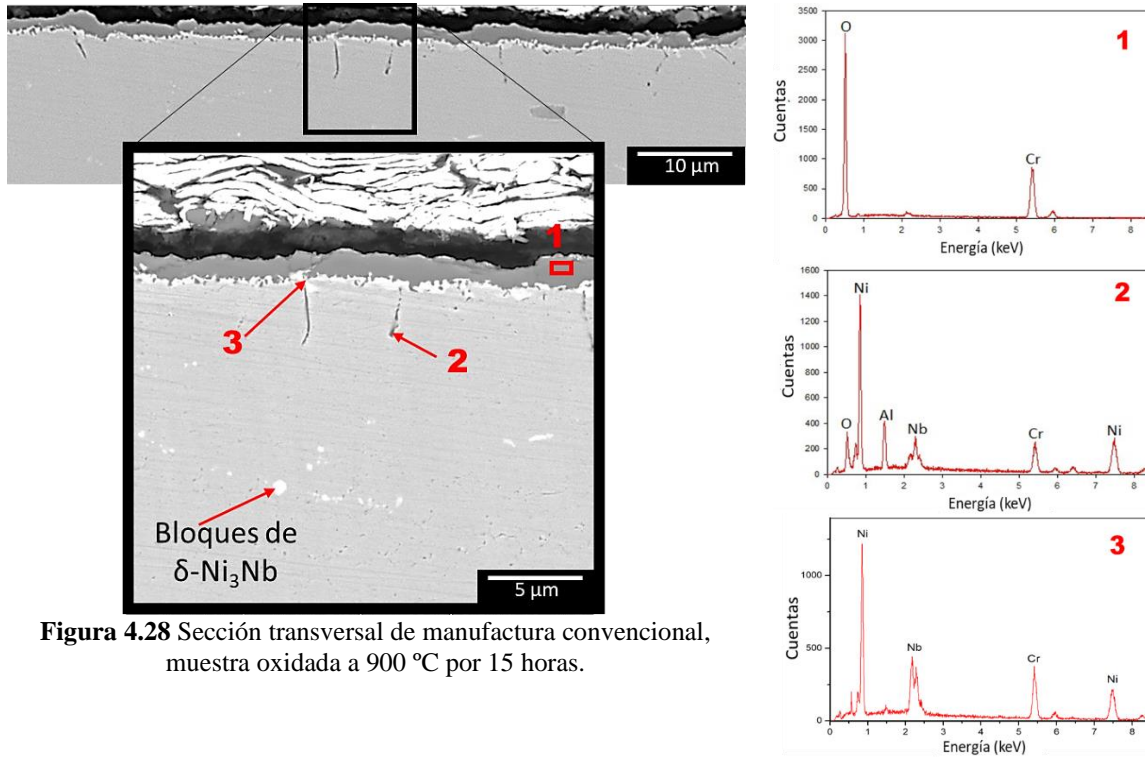 10 µm
1
3
2
Bloques de
δ-Ni₃Nb
5 µm
Figura 4.28 Sección transversal de manufactura convencional,
muestra oxidada a 900 ºC por 15 horas.
3500
3000
2500
2000
1500
1000
500
0
Cuentas
O
Cr
1
0 2 4 6 8
Energía (keV)
1600
1400
1200
1000
800
600
400
200
0
Cuentas
Ni
O
Al
Nb
Cr
Ni
2
0 1 2 3 4 5 6 7 8
Energía (keV)
1000
500
0
Cuentas
Ni
Nb
Cr
Ni
3
0 1 2 3 4 5 6 7 8
Energía (keV)